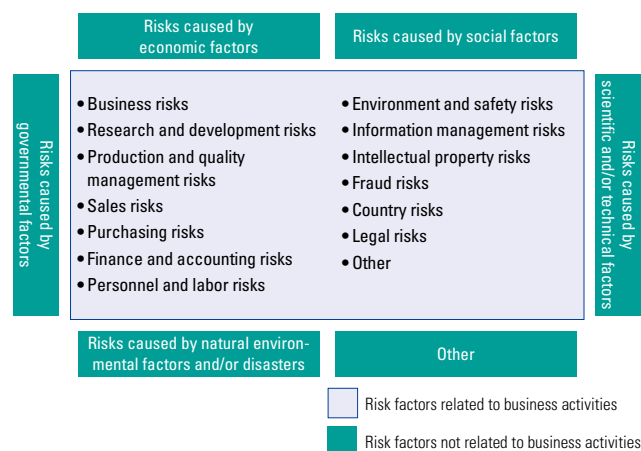 Risks caused by
economic factors
Risks caused by social factors
Risks caused by
governmental factors
• Business risks
• Research and development risks
• Production and quality
management risks
• Sales risks
• Purchasing risks
• Finance and accounting risks
• Personnel and labor risks
• Environment and safety risks
• Information management risks
• Intellectual property risks
• Fraud risks
• Country risks
• Legal risks
• Other
Risks caused by
scientific and/or technical factors
Risks caused by natural environ-
mental factors and/or disasters
Other
Risk factors related to business activities
Risk factors not related to business activities